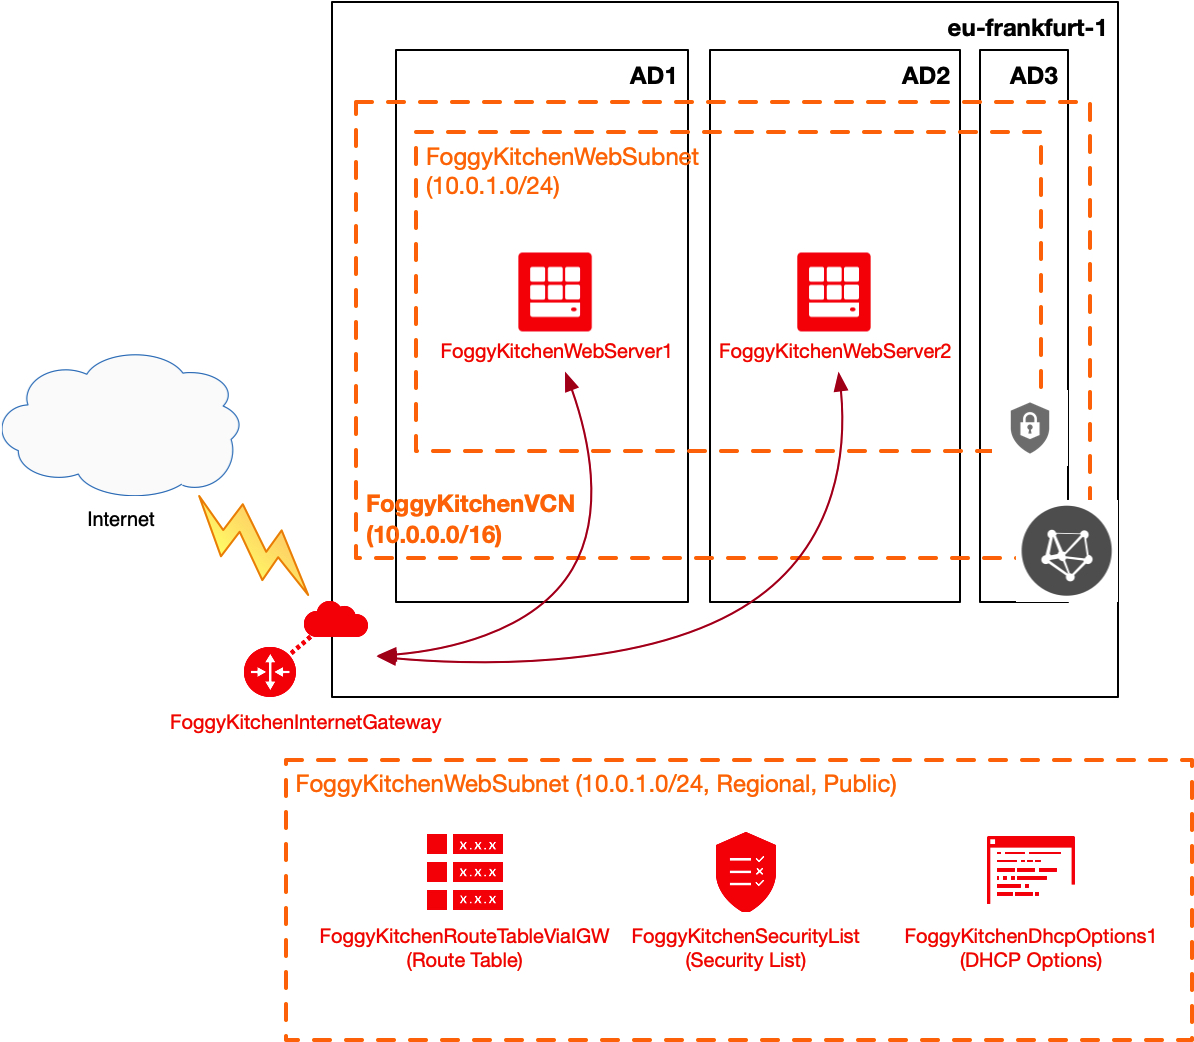 eu-frankfurt-1
AD1
AD2
AD3
FoggyKitchenWebSubnet
(10.0.1.0/24)
FoggyKitchenWebServer1
FoggyKitchenWebServer2
FoggyKitchenVCN
(10.0.0.0/16)
Internet
FoggyKitchenInternetGateway
FoggyKitchenWebSubnet (10.0.1.0/24, Regional, Public)
x.x.x
x.x.x
x.x.x
FoggyKitchenRouteTableViaIGW
(Route Table)
FoggyKitchenSecurityList
(Security List)
FoggyKitchenDhcpOptions1
(DHCP Options)